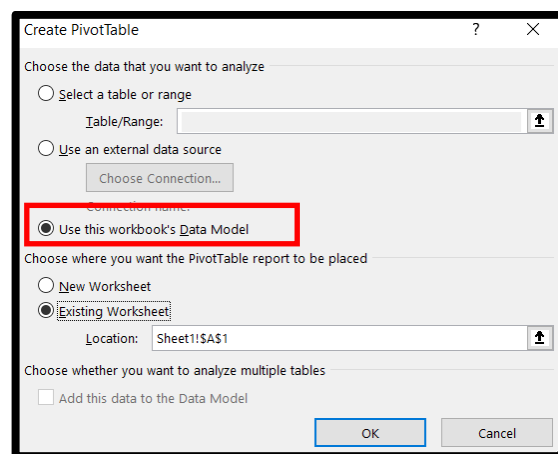 Create PivotTable ?
Choose the data that you want to analyze
Select a table or range
Table/Range:
Use an external data source
Choose Connection...
Connection name:
Use this workbook's Data Model
Choose where you want the PivotTable report to be placed
New Worksheet
Existing Worksheet
Location: Sheet1!$A$1
Choose whether you want to analyze multiple tables
Add this data to the Data Model
OK Cancel